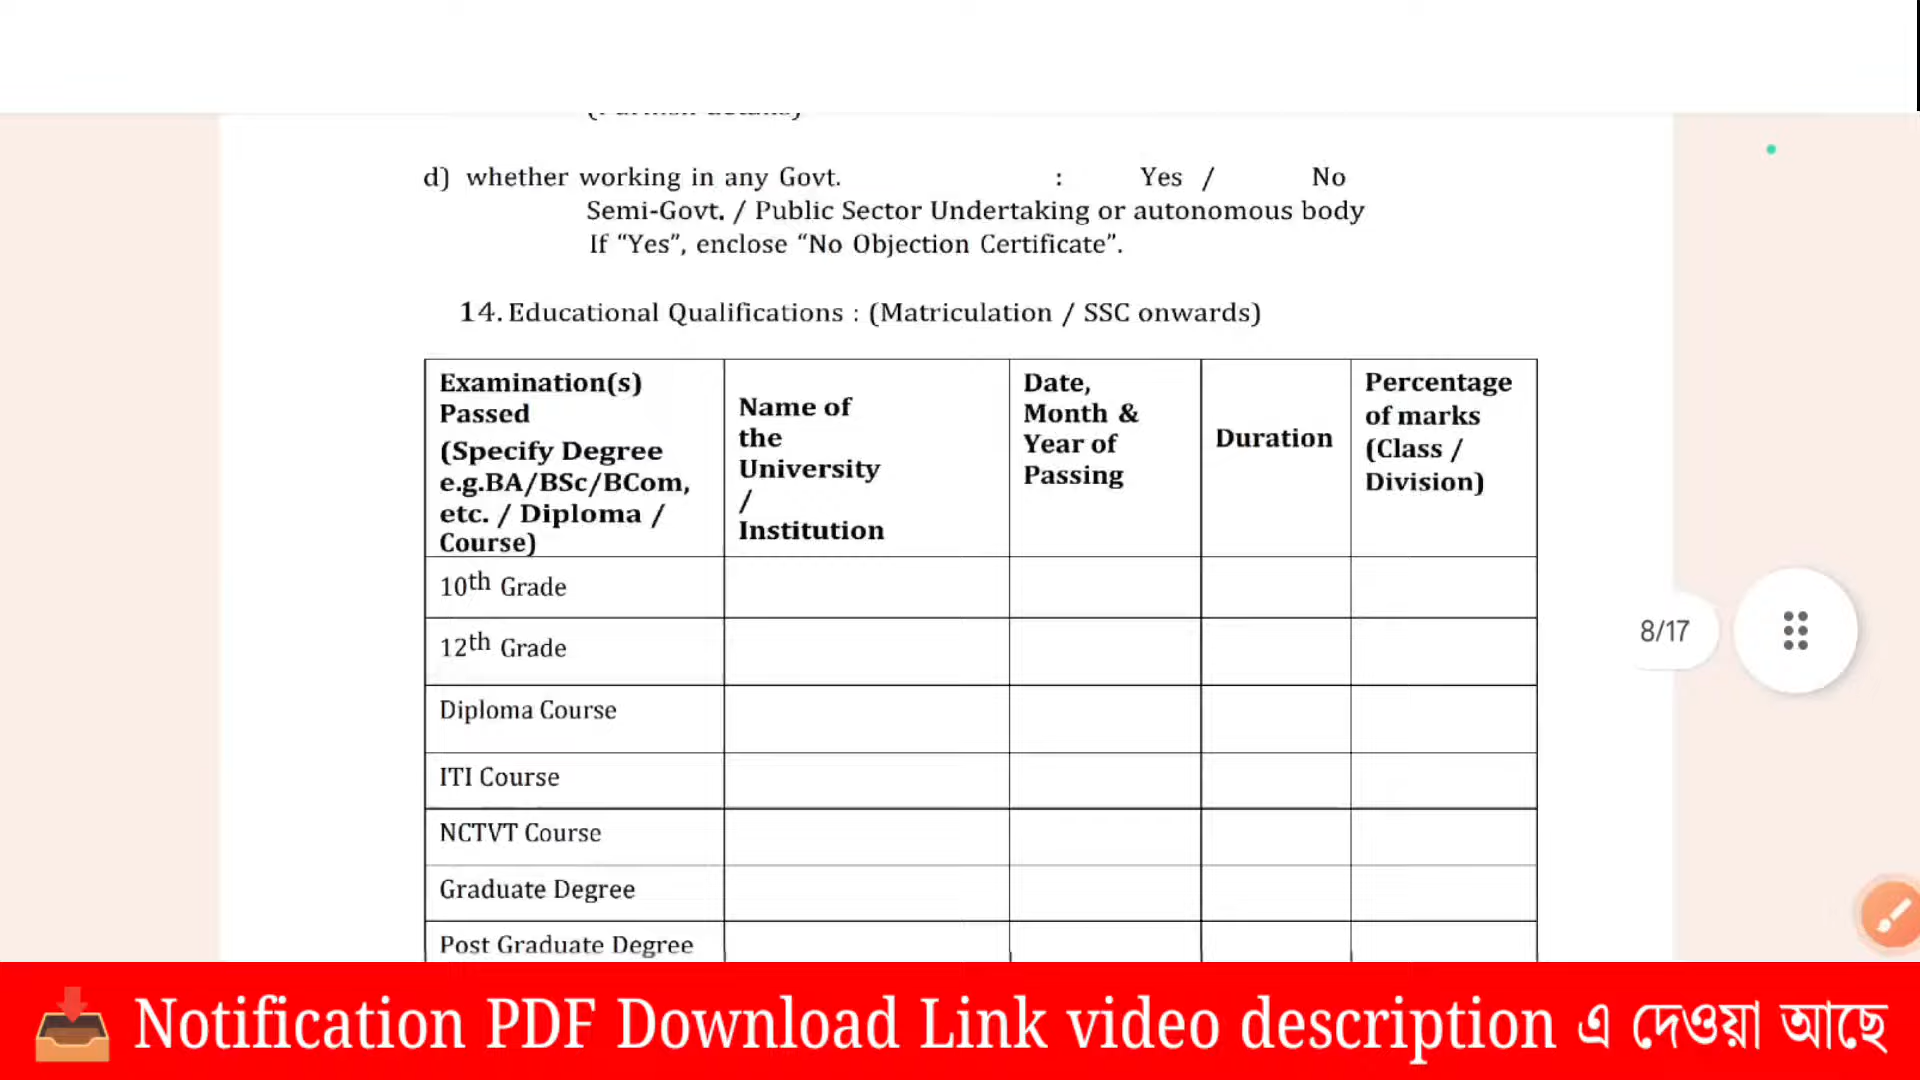 d) whether working in any Govt. : Yes / No
Semi-Govt. / Public Sector Undertaking or autonomous body
If “Yes”, enclose “No Objection Certificate”.
14. Educational Qualifications : (Matriculation / SSC onwards)
Examination(s)
Passed
(Specify Degree
e.g.BA/BSc/BCom,
etc. / Diploma /
Course)
Name of
the
University
/
Institution
Date,
Month &
Year of
Passing
Duration
Percentage
of marks
(Class /
Division)
10th Grade
12th Grade
Diploma Course
ITI Course
NCTVT Course
Graduate Degree
Post Graduate Degree
8/17
Notification PDF Download Link video description এ দেওয়া আছে